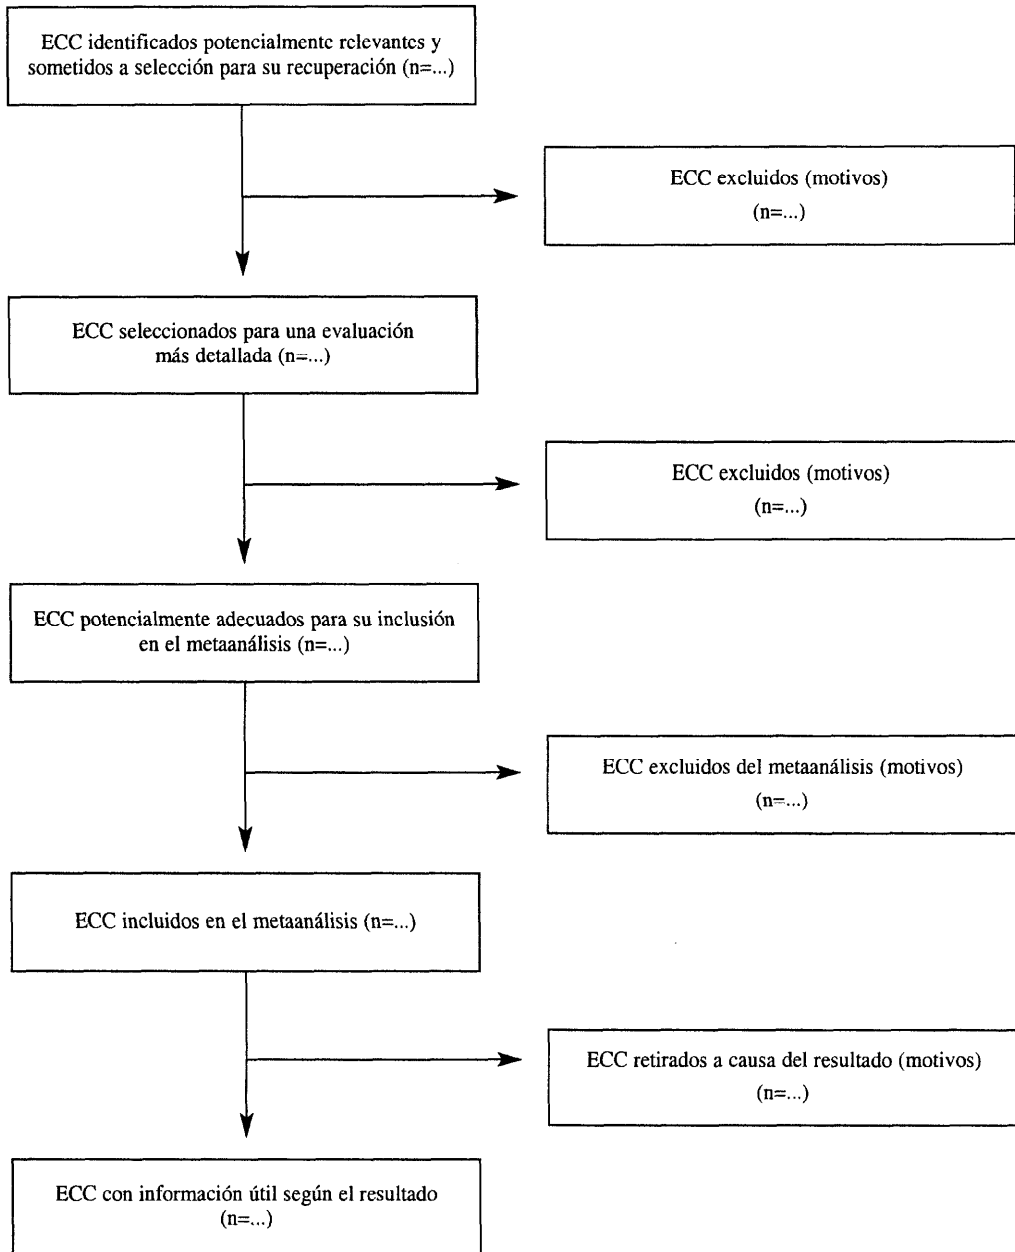 ECC identificados potencialmente relevantes y
sometidos a selección para su recuperación (n=...)
ECC excluidos (motivos)
(n=...)
ECC seleccionados para una evaluación
más detallada (n=...)
ECC excluidos (motivos)
(n=...)
ECC potencialmente adecuados para su inclusión
en el metaanálisis (n=...)
ECC excluidos del metaanálisis (motivos)
(n=...)
ECC incluidos en el metaanálisis (n=...)
ECC retirados a causa del resultado (motivos)
(n=...)
ECC con información útil según el resultado
(n=...)